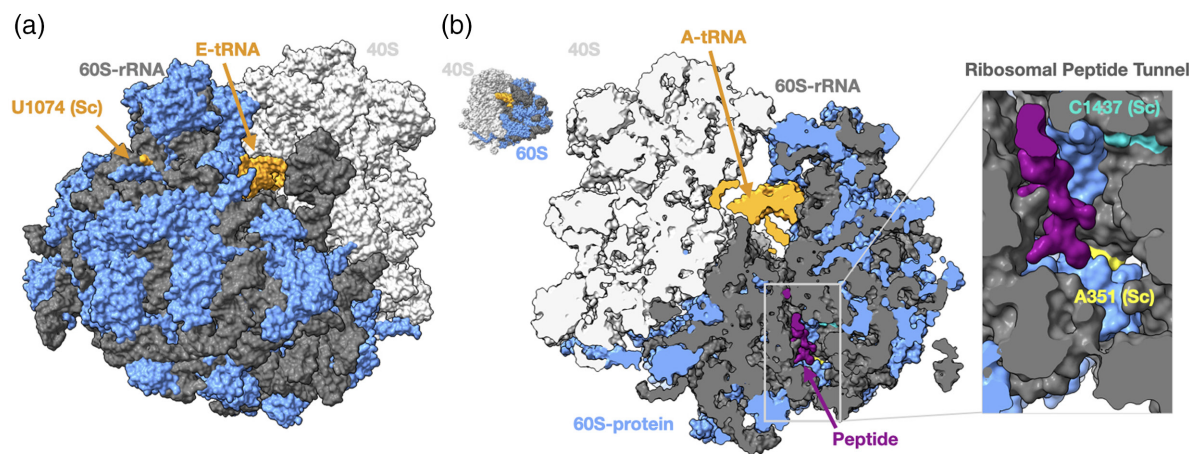 (a)
E-tRNA
40S
60S-rRNA
U1074 (Sc)
(b)
40S
60S
40S
A-tRNA
60S-rRNA
60S-protein
Peptide
Ribosomal Peptide Tunnel
C1437 (Sc)
A351 (Sc)